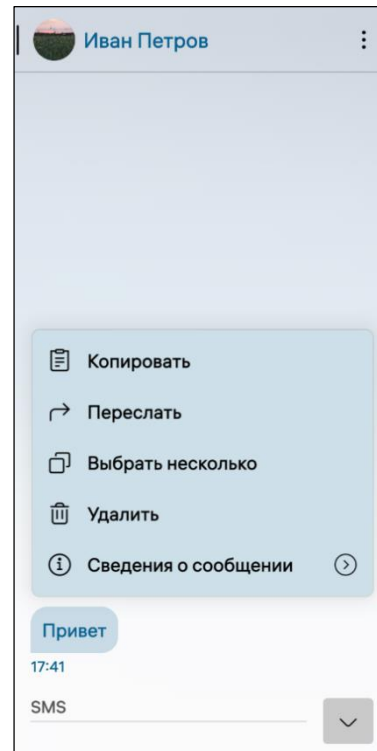 Иван Петров
Копировать
Переслать
Выбрать несколько
Удалить
Сведения о сообщении
Привет
17:41
SMS